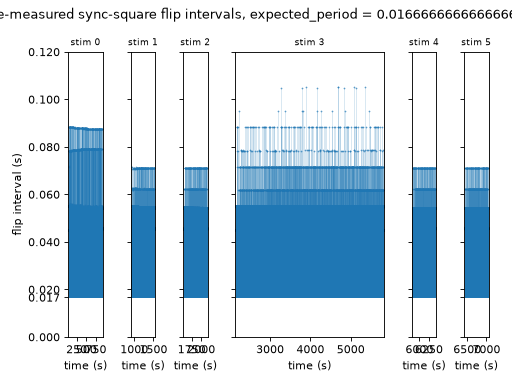 e-measured sync-square flip intervals, expected_period = 0.0166666666666666
stim 0 stim 1 stim 2 stim 3 stim 4 stim 5
0.120
0.100
0.080
0.060
0.040
0.020
0.017
0.000
flip interval (s)
1000 1500 3000 4000 5000 6500 7000
time (s) time (s) time (s) time (s) time (s) time (s)